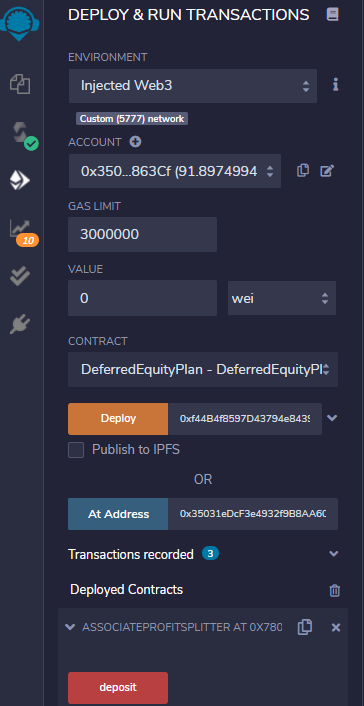 DEPLOY & RUN TRANSACTIONS
ENVIRONMENT
Injected Web3
Custom (5777) network
ACCOUNT
0x350...863Cf (91.8974994
GAS LIMIT
3000000
VALUE
0 wei
CONTRACT
DeferredEquityPlan - DeferredEquityPl
Deploy 0xf44B4f8597D43794e8439
Publish to IPFS
OR
At Address 0x35031eDcF3e4932f9B8AA60
Transactions recorded 3
10
Deployed Contracts
ASSOCIATEPROFITSPLITTER AT 0X780
deposit